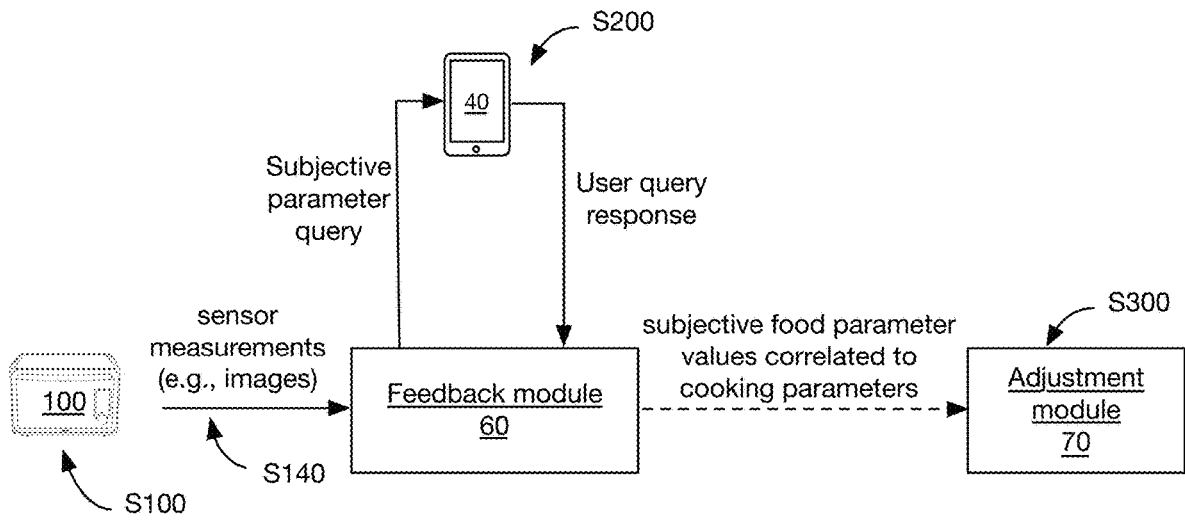 S200
40
Subjective
parameter
query
User query
response
S300
sensor
measurements
(e.g., images)
subjective food parameter
values correlated to
cooking parameters
100
Feedback module
60
Adjustment
module
70
S140
S100